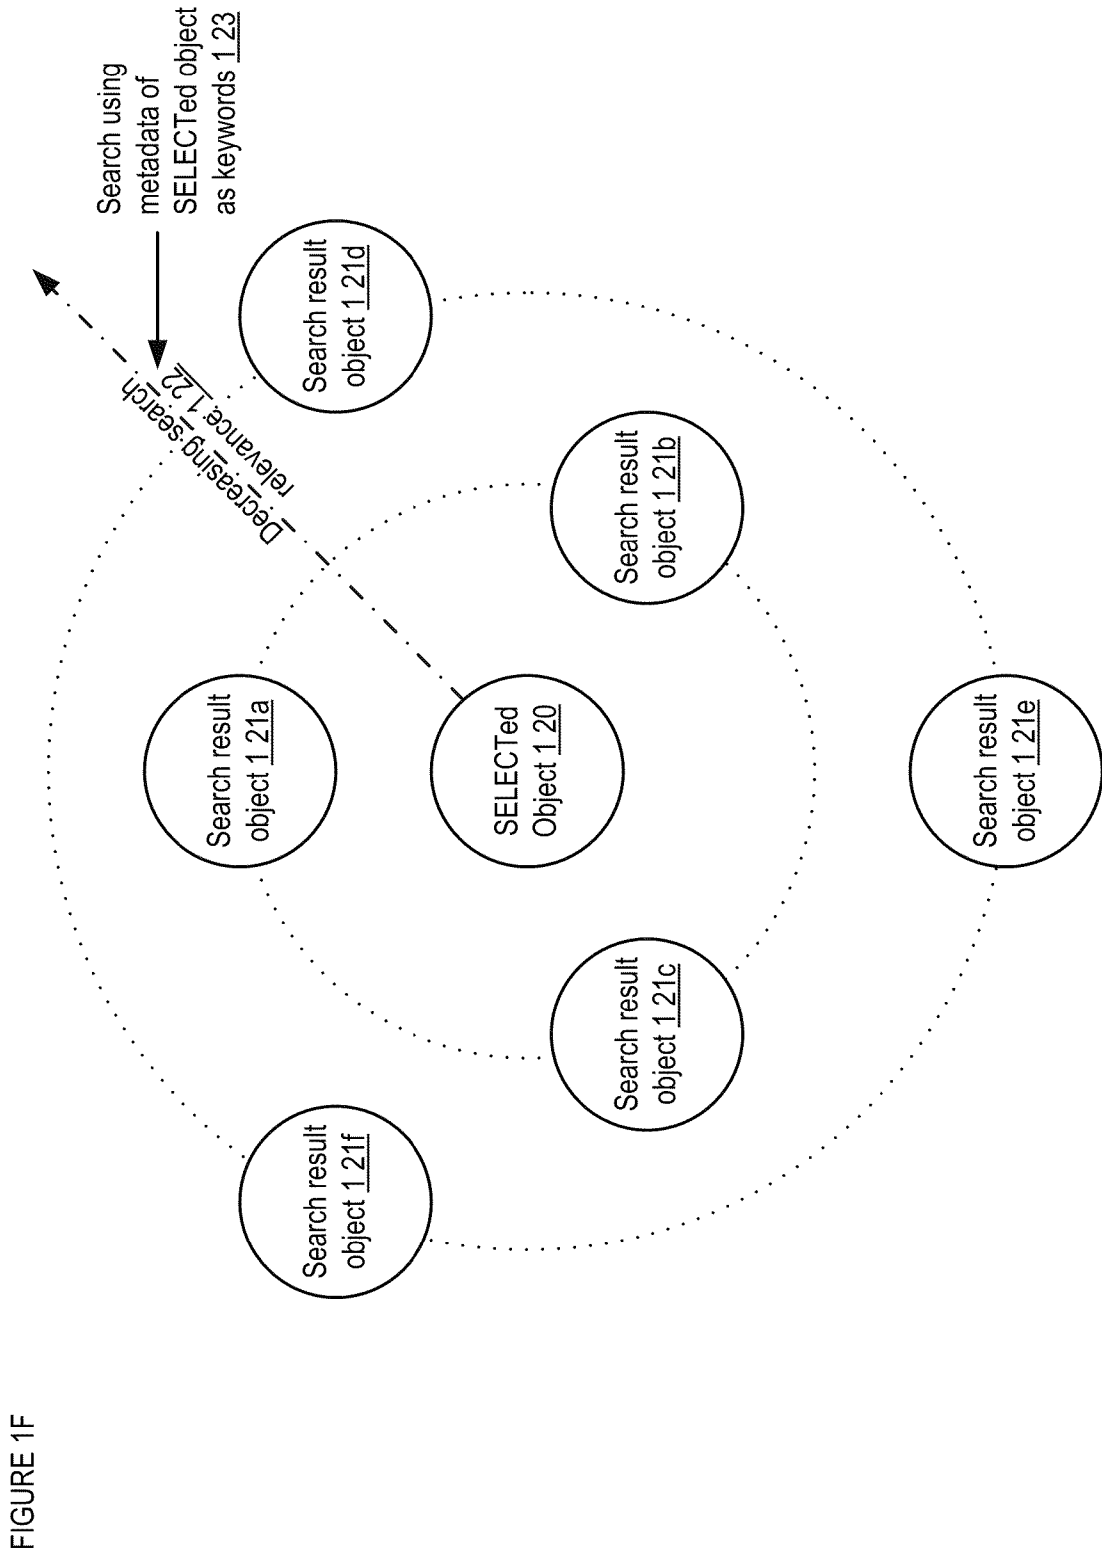 FIGURE 1F
Search using
metadata of
SELECTed object
as keywords 1 23
Decreasing search
relevance 1 22
Search result
object 1 21a
Search result
object 1 21d
SELECTed
Object 1 20
Search result
object 1 21f
Search result
object 1 21c
Search result
object 1 21b
Search result
object 1 21e